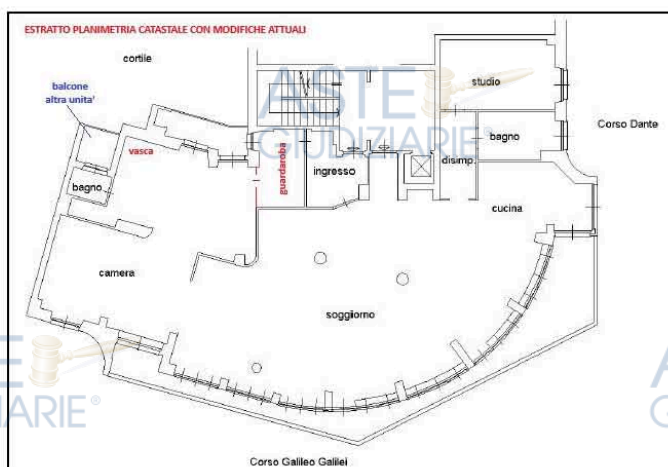 ESTRATTO PLANIMETRIA CATASTALE CON MODIFICHE ATTUALI
cortile
balcone
altra unita'
ASTE
GIUDIZIARIE®
studio
Corso Dante
vasca
bagno
guardaroba
ingresso
disimp.
bagno
cucina
camera
soggiorno
Corso Galileo Galilei